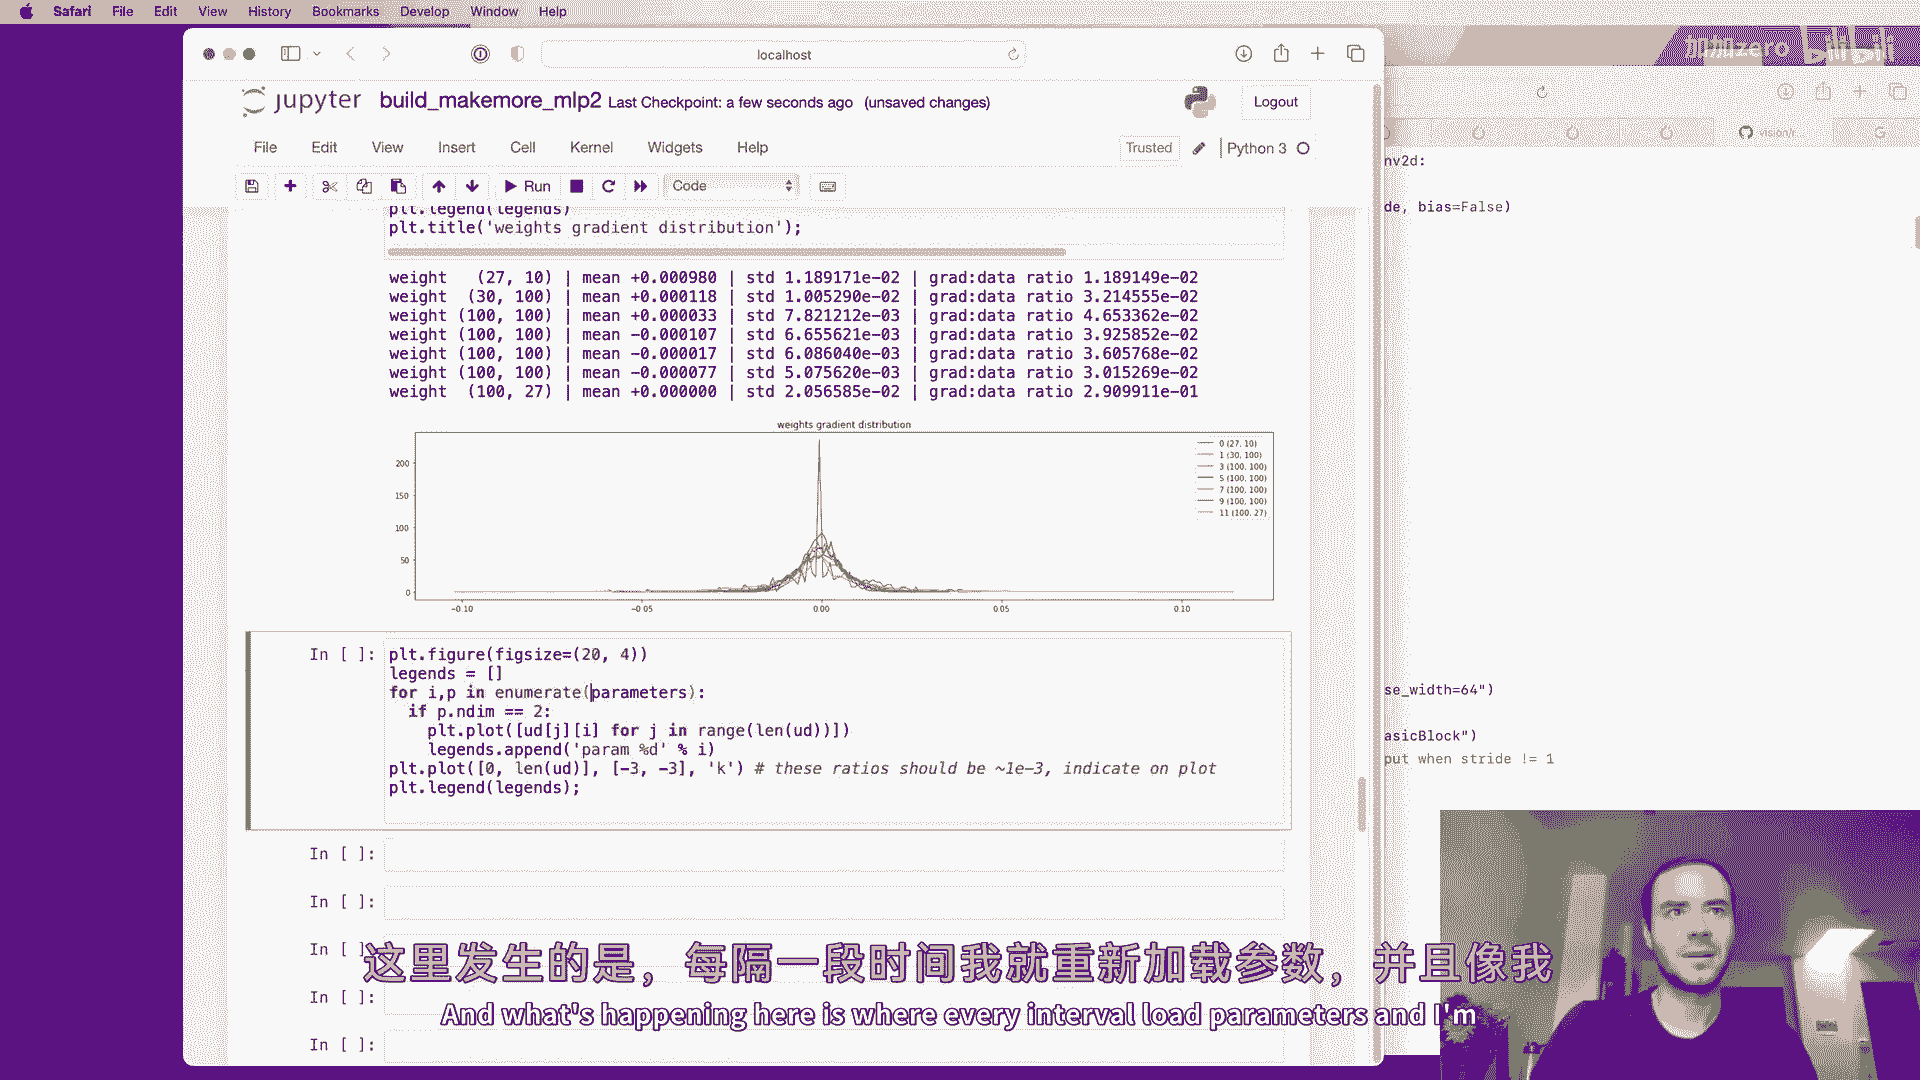 Safari File Edit View History Bookmarks Develop Window Help
localhost
加加zero bilibili
jupyter build_makemore_mlp2 Last Checkpoint: a few seconds ago (unsaved changes)
Logout
File Edit View Insert Cell Kernel Widgets Help
Trusted Python 3
Run Code
vision/r
nv2d:
de, bias=False)
plt.legend(legends)
plt.title('weights gradient distribution');
weight (27, 10) | mean +0.000980 | std 1.189171e-02 | grad:data ratio 1.189149e-02
weight (30, 100) | mean +0.000118 | std 1.005290e-02 | grad:data ratio 3.214555e-02
weight (100, 100) | mean +0.000033 | std 7.821212e-03 | grad:data ratio 4.653362e-02
weight (100, 100) | mean -0.000107 | std 6.655621e-03 | grad:data ratio 3.925852e-02
weight (100, 100) | mean -0.000017 | std 6.086040e-03 | grad:data ratio 3.605768e-02
weight (100, 100) | mean -0.000077 | std 5.075620e-03 | grad:data ratio 3.015269e-02
weight (100, 27) | mean +0.000000 | std 2.056585e-02 | grad:data ratio 2.909911e-01
weights gradient distribution
0 (27, 10)
1 (30, 100)
3 (100, 100)
5 (100, 100)
7 (100, 100)
9 (100, 100)
11 (100, 27)
200
150
100
50
0
-0.10 -0.05 0.00 0.05 0.10
In [ ]:
plt.figure(figsize=(20, 4))
legends = []
for i,p in enumerate(parameters):
if p.ndim == 2:
plt.plot([ud[j][i] for j in range(len(ud))])
legends.append('param %d' % i)
plt.plot([0, len(ud)], [-3, -3], 'k') # these ratios should be ~1e-3, indicate on plot
plt.legend(legends);
se_width=64")
asicBlock")
put when stride != 1
In [ ]:
In [ ]:
In [ ]:
In [ ]:
In [ ]:
这里发生的是，每隔一段时间我就重新加载参数，并且像我
And what's happening here is where every interval load parameters and I'm